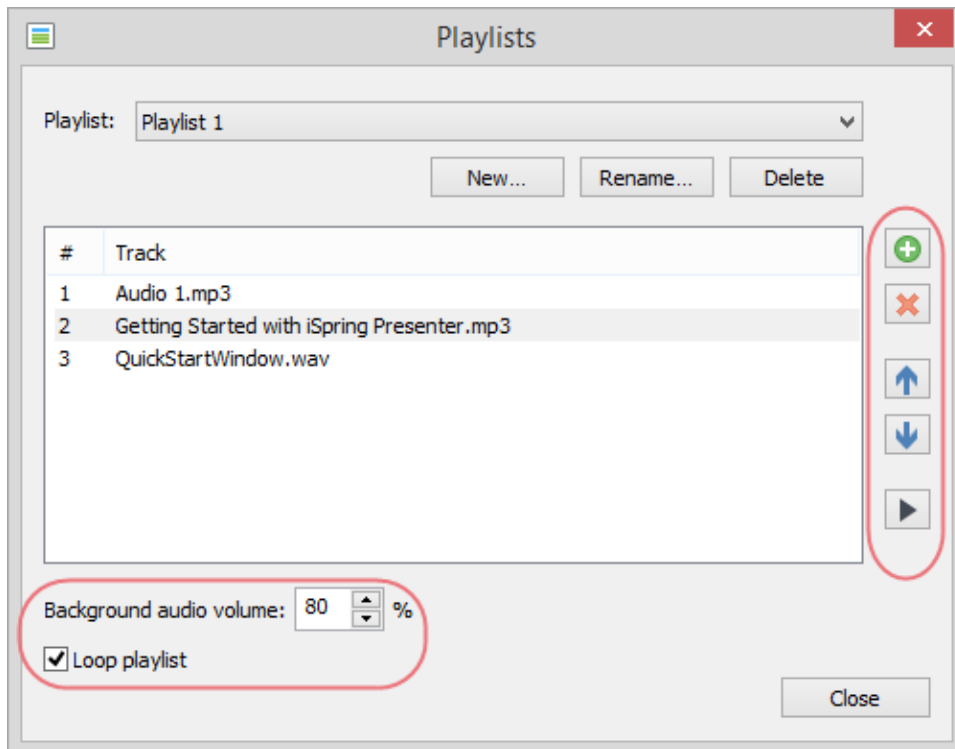 Playlists
Playlist: Playlist 1
New... Rename... Delete
# Track
1 Audio 1.mp3
2 Getting Started with iSpring Presenter.mp3
3 QuickStartWindow.wav
Background audio volume: 80 %
Loop playlist
Close